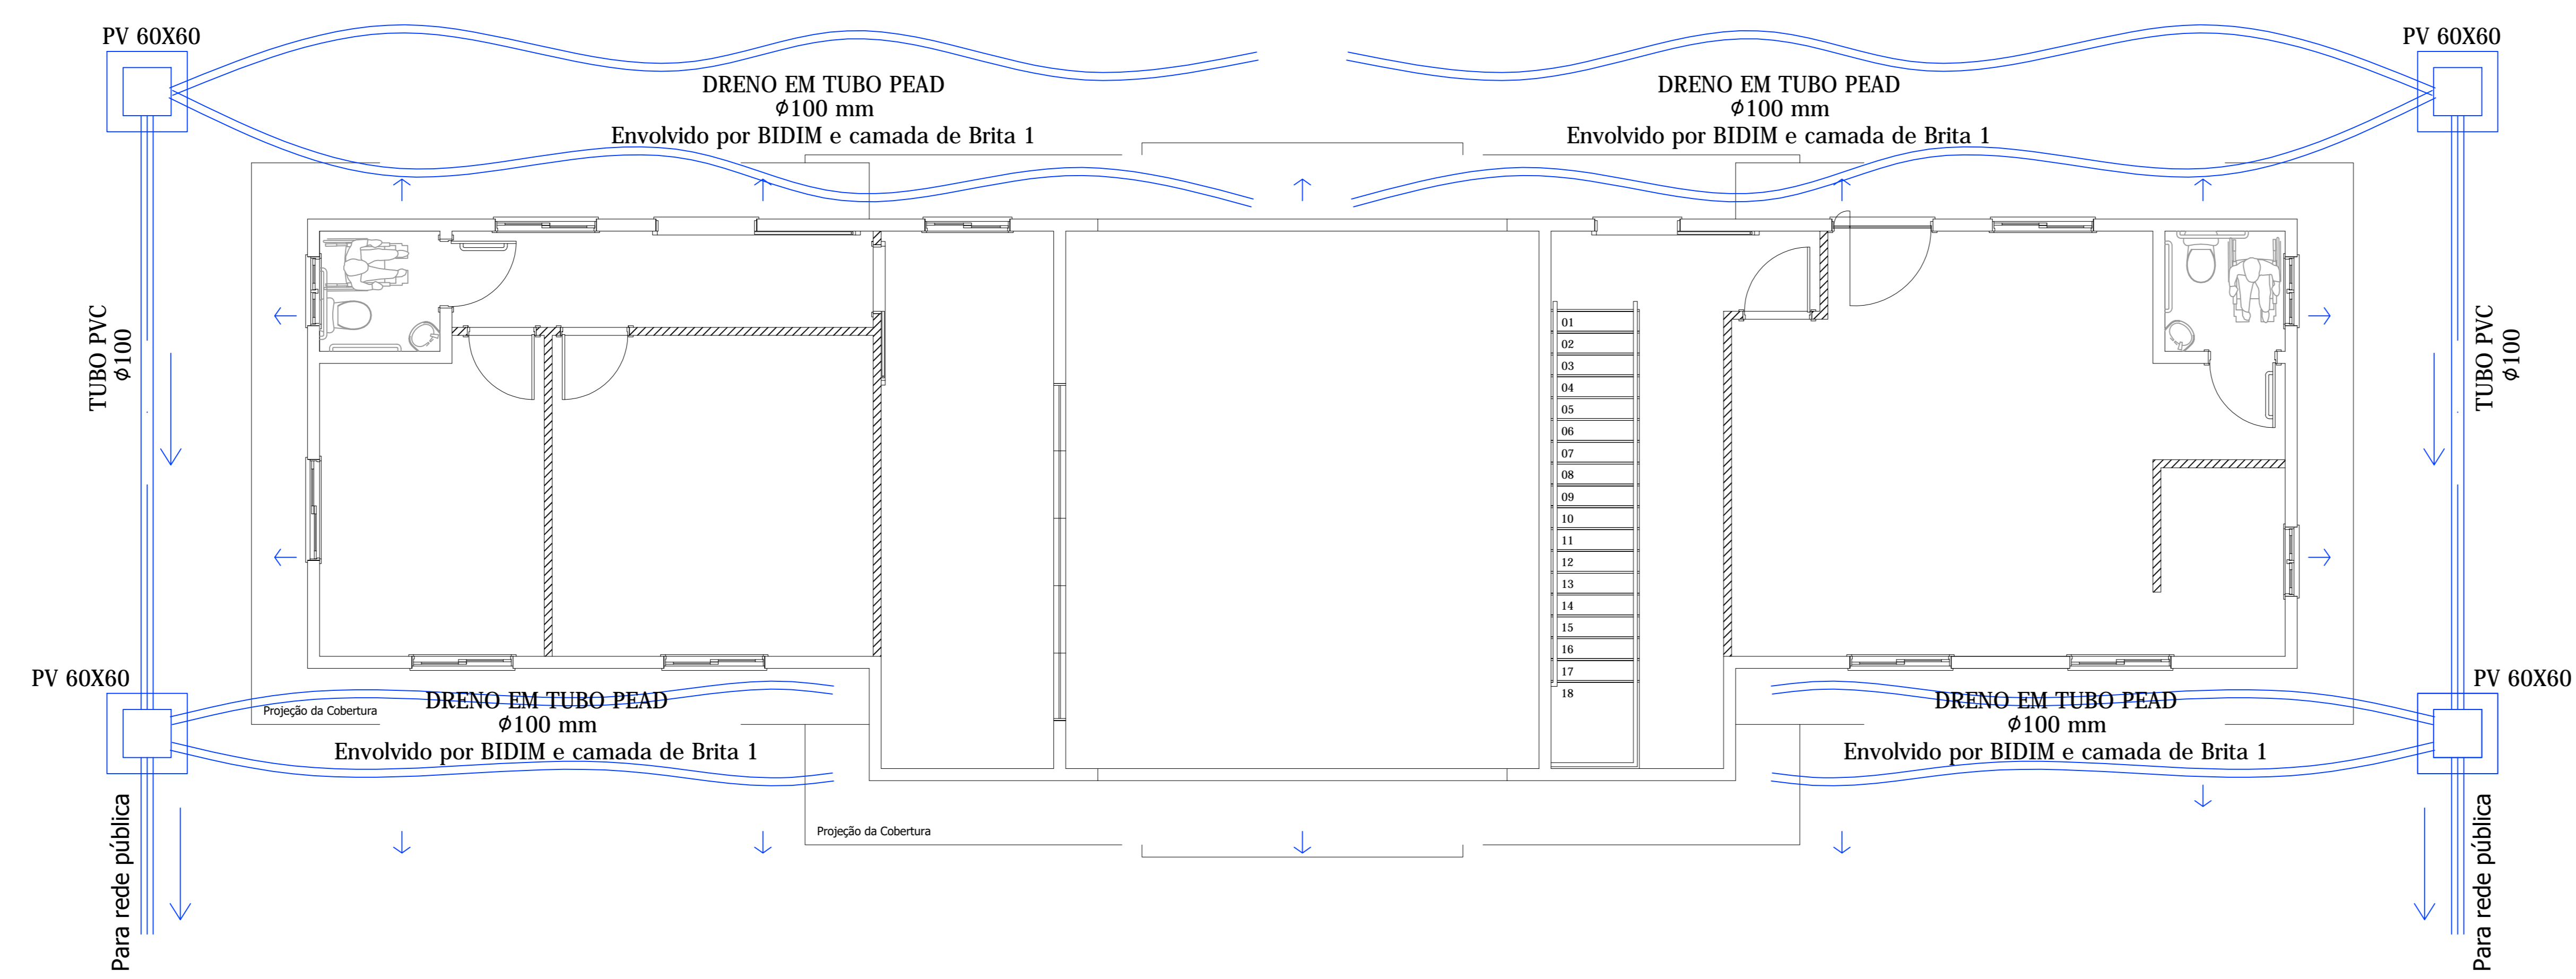 PV 60X60
PV 60X60
DRENO EM TUBO PEAD
φ100 mm
Envolvido por BIDIM e camada de Brita 1
DRENO EM TUBO PEAD
φ100 mm
Envolvido por BIDIM e camada de Brita 1
TUBO PVC
φ100
TUBO PVC
φ100
01
02
03
04
05
06
07
08
09
10
11
12
13
14
15
16
17
18
PV 60X60
PV 60X60
Projeção da Cobertura
DRENO EM TUBO PEAD
φ100 mm
Envolvido por BIDIM e camada de Brita 1
DRENO EM TUBO PEAD
φ100 mm
Envolvido por BIDIM e camada de Brita 1
Projeção da Cobertura
Para rede pública
Para rede pública